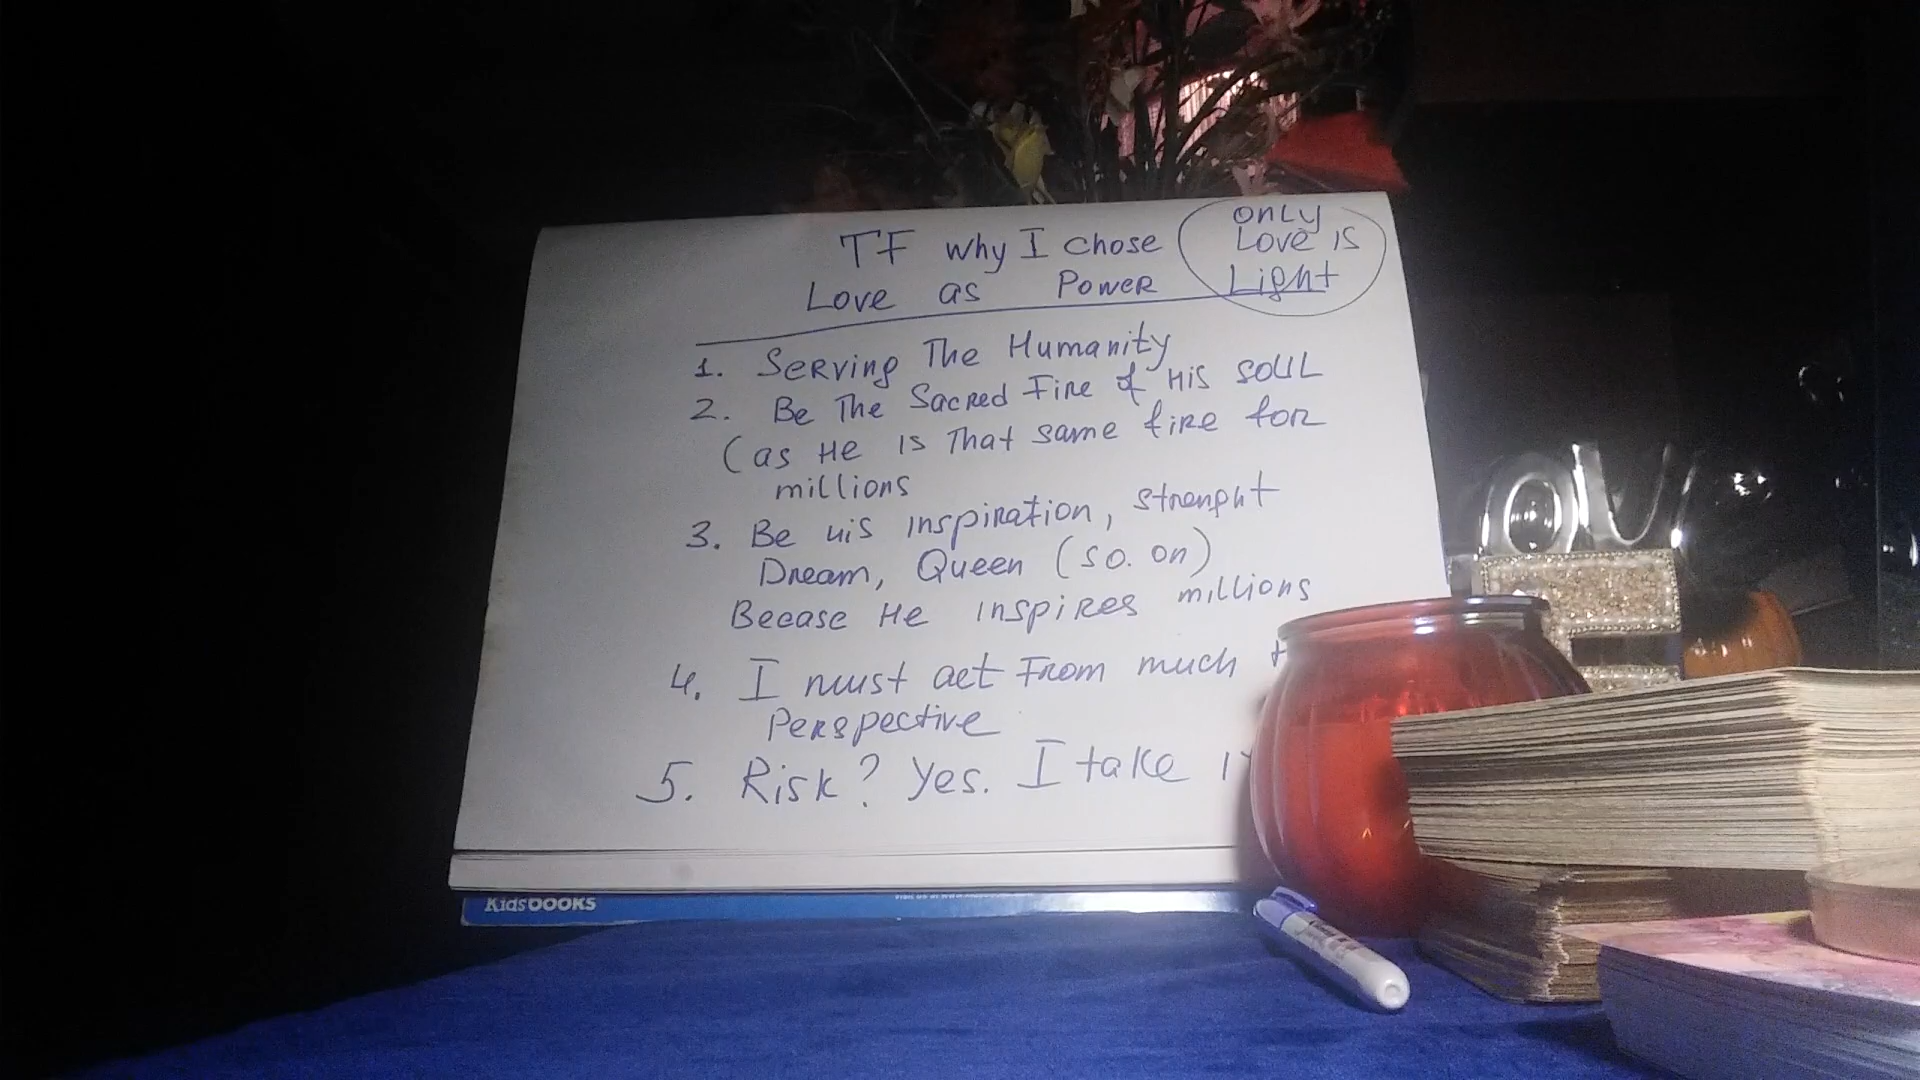 TF Why I chose
Love as Power
only
Love is
Light
1. Serving The Humanity
2. Be The Sacred Fire of His SOUL
(as He is That same fire for
millions
3. Be His inspiration, strenght
Dream, Queen (so. on)
Becase He inspires millions
4. I must act From much
Perspective
5. Risk? Yes. I take
KidsBOOKS
LOV
E